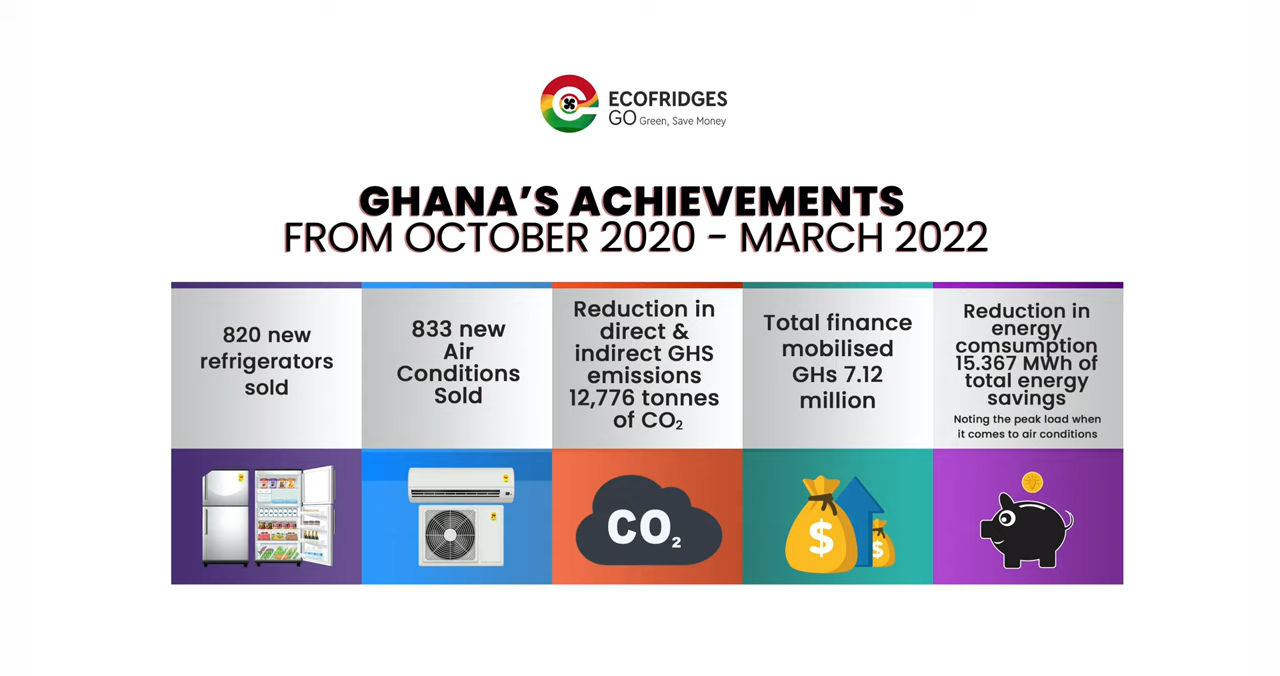 ECOFRIDGES
GO Green, Save Money
GHANA'S ACHIEVEMENTS
FROM OCTOBER 2020 - MARCH 2022
820 new
refrigerators
sold
833 new
Air
Conditions
Sold
Reduction in
direct &
indirect GHS
emissions
12,776 tonnes
of CO₂
Total finance
mobilised
GHs 7.12
million
Reduction in
energy
comsumption
15.367 MWh of
total energy
savings
Noting the peak load when
it comes to air conditions
CO₂
$
$